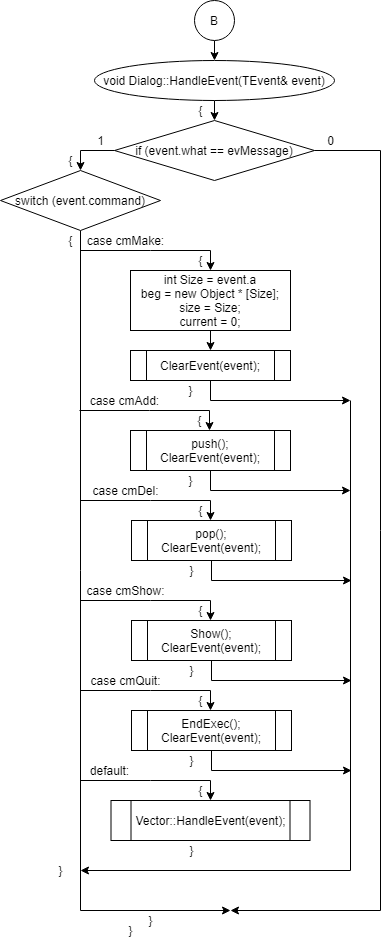 B
void Dialog::HandleEvent(TEvent& event)
{
if (event.what == evMessage)
1
0
{
switch (event.command)
{
case cmMake:
{
int Size = event.a
beg = new Object * [Size];
size = Size;
current = 0;
ClearEvent(event);
}
case cmAdd:
{
push();
ClearEvent(event);
}
case cmDel:
{
pop();
ClearEvent(event);
}
case cmShow:
{
Show();
ClearEvent(event);
}
case cmQuit:
{
EndExec();
ClearEvent(event);
}
default:
{
Vector::HandleEvent(event);
}
}
}
}